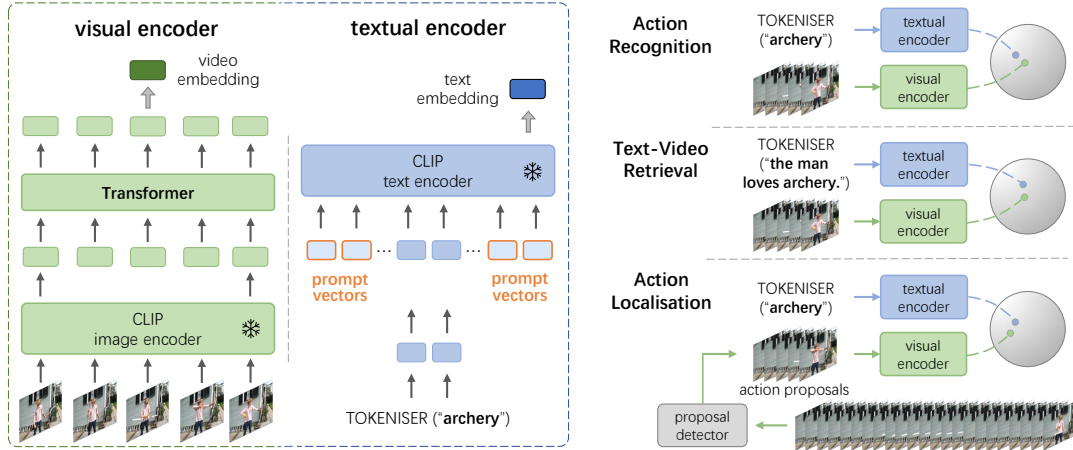 visual encoder
video
embedding
Transformer
CLIP
image encoder
textual encoder
text
embedding
CLIP
text encoder
... ...
prompt
vectors
prompt
vectors
TOKENISER (“archery”)
Action
Recognition
TOKENISER
(“archery”)
textual
encoder
visual
encoder
Text-Video
Retrieval
TOKENISER
(“the man
loves archery.”)
textual
encoder
visual
encoder
Action
Localisation
TOKENISER
(“archery”)
textual
encoder
visual
encoder
action proposals
proposal
detector